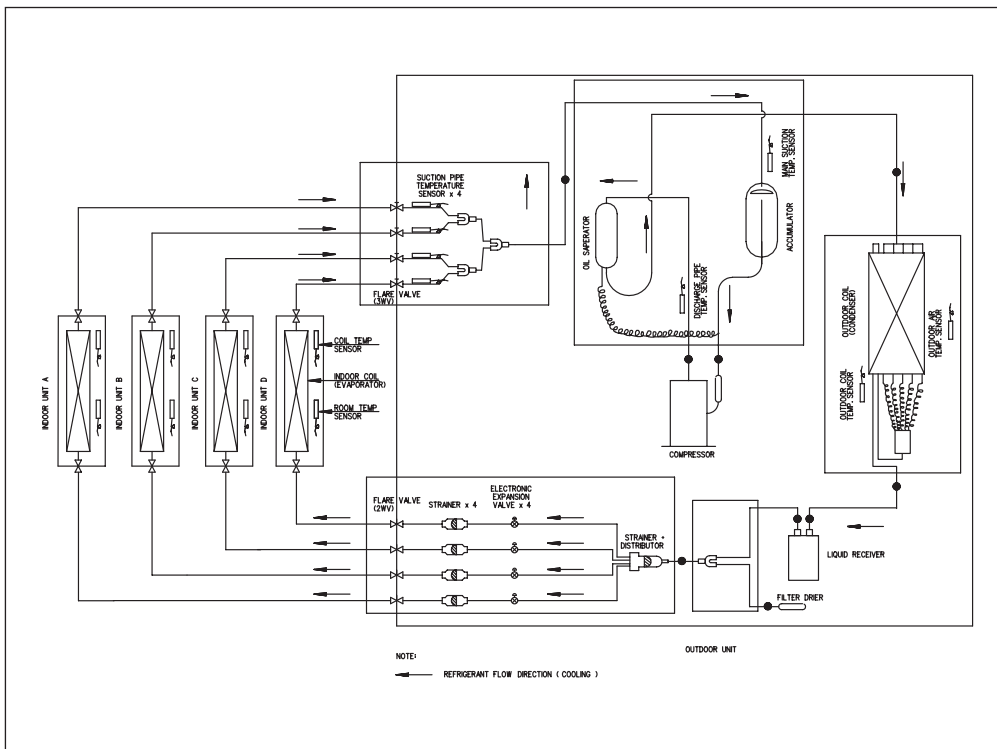 SUCTION PIPE
TEMPERATURE
SENSOR x 4
FLARE VALVE
(3WV)
OIL SAPERATOR
DISCHARGE PIPE
TEMP. SENSOR
MAIN SUCTION
TEMP. SENSOR
ACCUMULATOR
OUTDOOR COIL
(CONDENSER)
OUTDOOR AIR
TEMP. SENSOR
OUTDOOR COIL
TEMP. SENSOR
INDOOR UNIT A
INDOOR UNIT B
INDOOR UNIT C
INDOOR UNIT D
COIL TEMP
SENSOR
INDOOR COIL
(EVAPORATOR)
ROOM TEMP
SENSOR
COMPRESSOR
FLARE VALVE
(2WV)
STRAINER x 4
ELECTRONIC
EXPANSION
VALVE x 4
STRAINER +
DISTRIBUTOR
LIQUID RECEIVER
FILTER DRIER
OUTDOOR UNIT
NOTE:
REFRIGERANT FLOW DIRECTION ( COOLING )